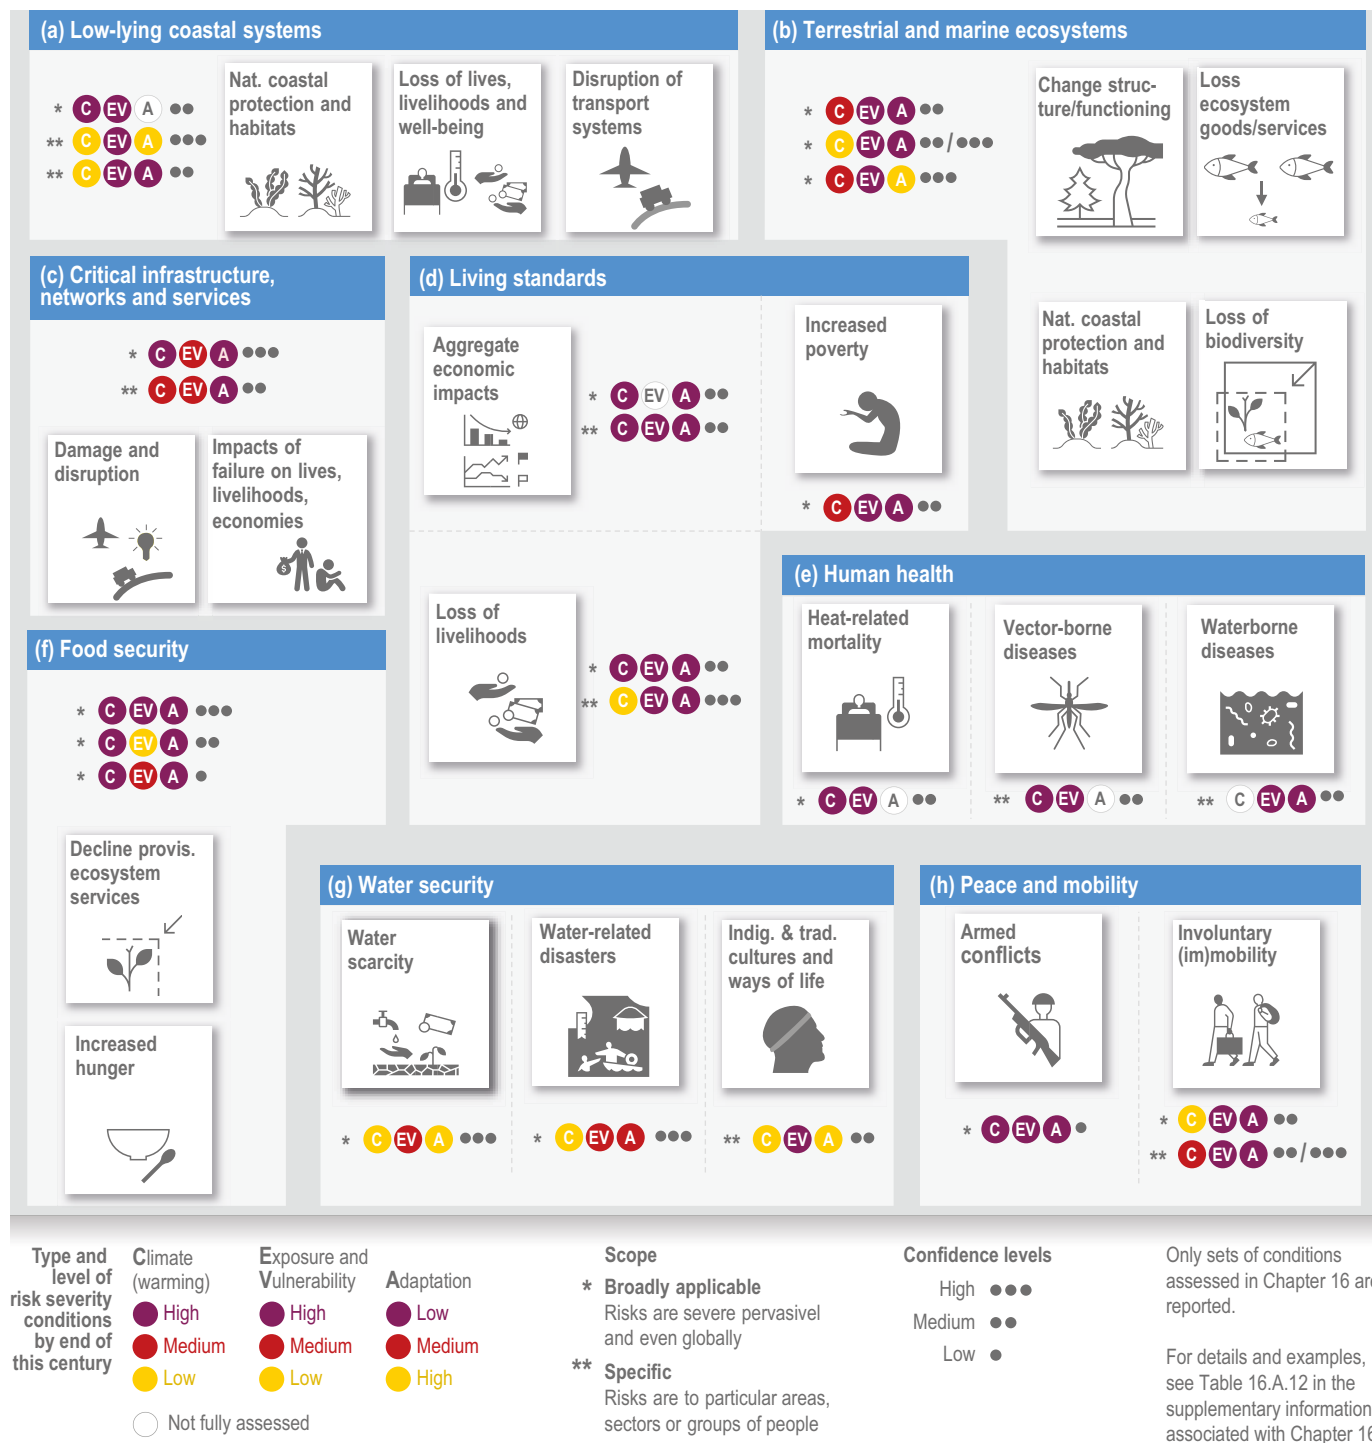 (a) Low-lying coastal systems
* C EV A ●●
** C EV A ●●●
** C EV A ●●
Nat. coastal
protection and
habitats
Loss of lives,
livelihoods and
well-being
Disruption of
transport
systems
(b) Terrestrial and marine ecosystems
* C EV A ●●
* C EV A ●●/●●●
* C EV A ●●●
Change struc-
ture/functioning
Loss
ecosystem
goods/services
Nat. coastal
protection and
habitats
Loss of
biodiversity
(c) Critical infrastructure,
networks and services
* C EV A ●●●
** C EV A ●●
Damage and
disruption
Impacts of
failure on lives,
livelihoods,
economies
$
(d) Living standards
Aggregate
economic
impacts
* C EV A ●●
** C EV A ●●
Increased
poverty
* C EV A ●●
Loss of
livelihoods
* C EV A ●●
** C EV A ●●●
(e) Human health
Heat-related
mortality
* C EV A ●●
Vector-borne
diseases
** C EV A ●●
Waterborne
diseases
** C EV A ●●
(f) Food security
* C EV A ●●●
* C EV A ●●
* C EV A ●
Decline provis.
ecosystem
services
Increased
hunger
(g) Water security
Water
scarcity
* C EV A ●●●
Water-related
disasters
* C EV A ●●●
Indig. & trad.
cultures and
ways of life
** C EV A ●●
(h) Peace and mobility
Armed
conflicts
* C EV A ●
Involuntary
(im)mobility
* C EV A ●●
** C EV A ●●/●●●
Type and
level of
risk severity
conditions
by end of
this century
Climate
(warming)
High
Medium
Low
Not fully assessed
Exposure and
Vulnerability
High
Medium
Low
Adaptation
Low
Medium
High
Scope
* Broadly applicable
Risks are severe pervasivel
and even globally
** Specific
Risks are to particular areas,
sectors or groups of people
Confidence levels
High ●●●
Medium ●●
Low ●
Only sets of conditions
assessed in Chapter 16 are
reported.
For details and examples,
see Table 16.A.12 in the
supplementary information
associated with Chapter 16